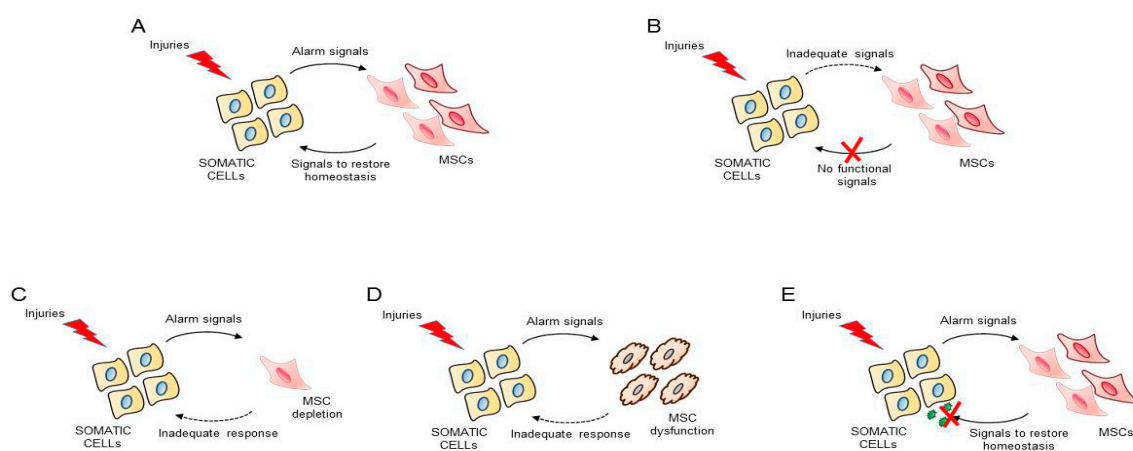 A
Injuries
Alarm signals
SOMATIC
CELLs
Signals to restore
homeostasis
MSCs
B
Injuries
Inadequate signals
SOMATIC
CELLs
No functional
signals
MSCs
C
Injuries
Alarm signals
SOMATIC
CELLs
Inadequate response
MSC
depletion
D
Injuries
Alarm signals
SOMATIC
CELLs
Inadequate response
MSC
dysfunction
E
Injuries
Alarm signals
SOMATIC
CELLs
Signals to restore
homeostasis
MSCs